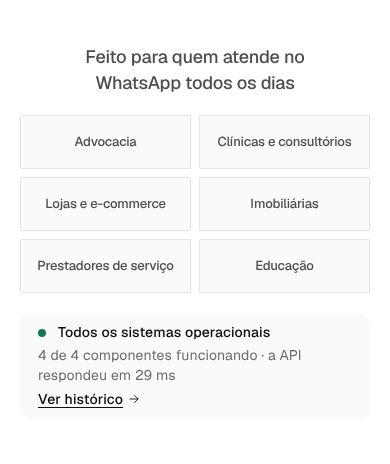 Feito para quem atende no
WhatsApp todos os dias
Advocacia
Clínicas e consultórios
Lojas e e-commerce
Imobiliárias
Prestadores de serviço
Educação
Todos os sistemas operacionais
4 de 4 componentes funcionando · a API
respondeu em 29 ms
Ver histórico →